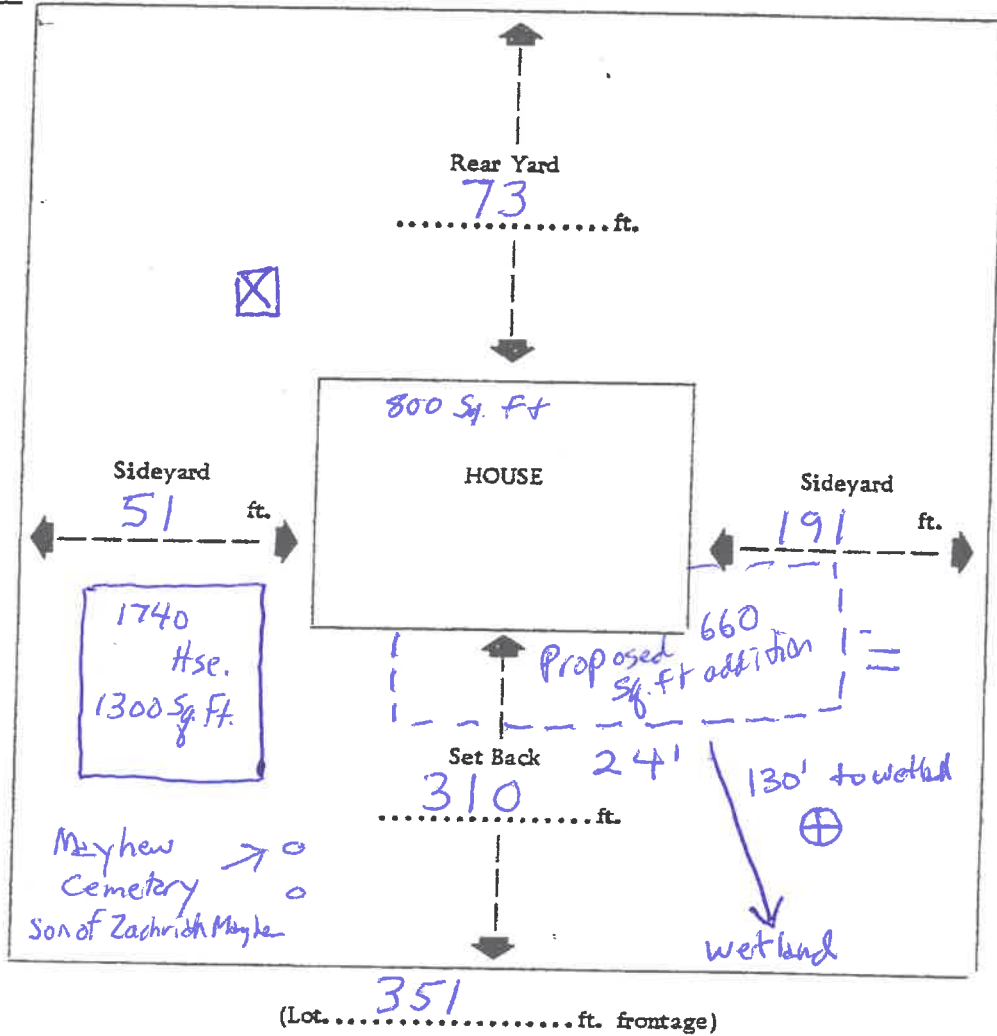 Rear Yard
73
..................ft.
800 Sq. Ft
HOUSE
Sideyard
51 ft.
Sideyard
191 ft.
1740
Hse.
1300 Sq. Ft.
Proposed 660
Sq. ft addition
24'
Set Back
310
..................ft.
130' to wetland
Mayhew
Cemetary
Son of Zachriah Mayhew
wetland
(Lot......351......ft. frontage)